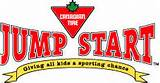 CANADIAN
TIRE
JUMP START
Giving all kids a sporting chance